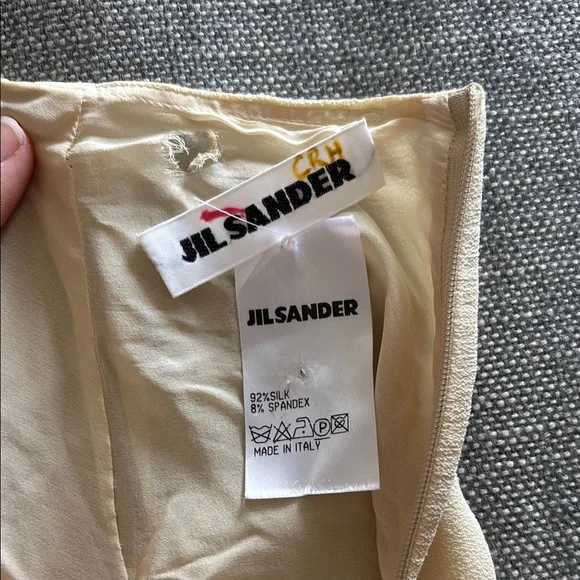 CRH
JIL SANDER
JIL SANDER
92%SILK
8% SPANDEX
P
MADE IN ITALY